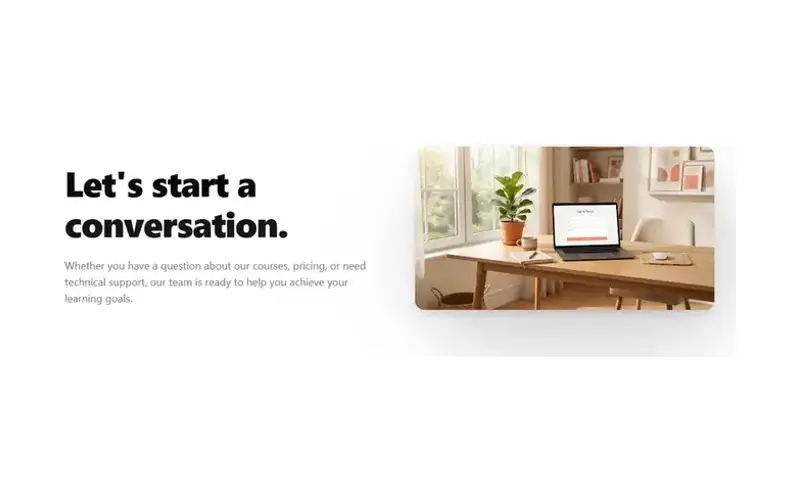 Let's start a
conversation.
Whether you have a question about our courses, pricing, or need
technical support, our team is ready to help you achieve your
learning goals.